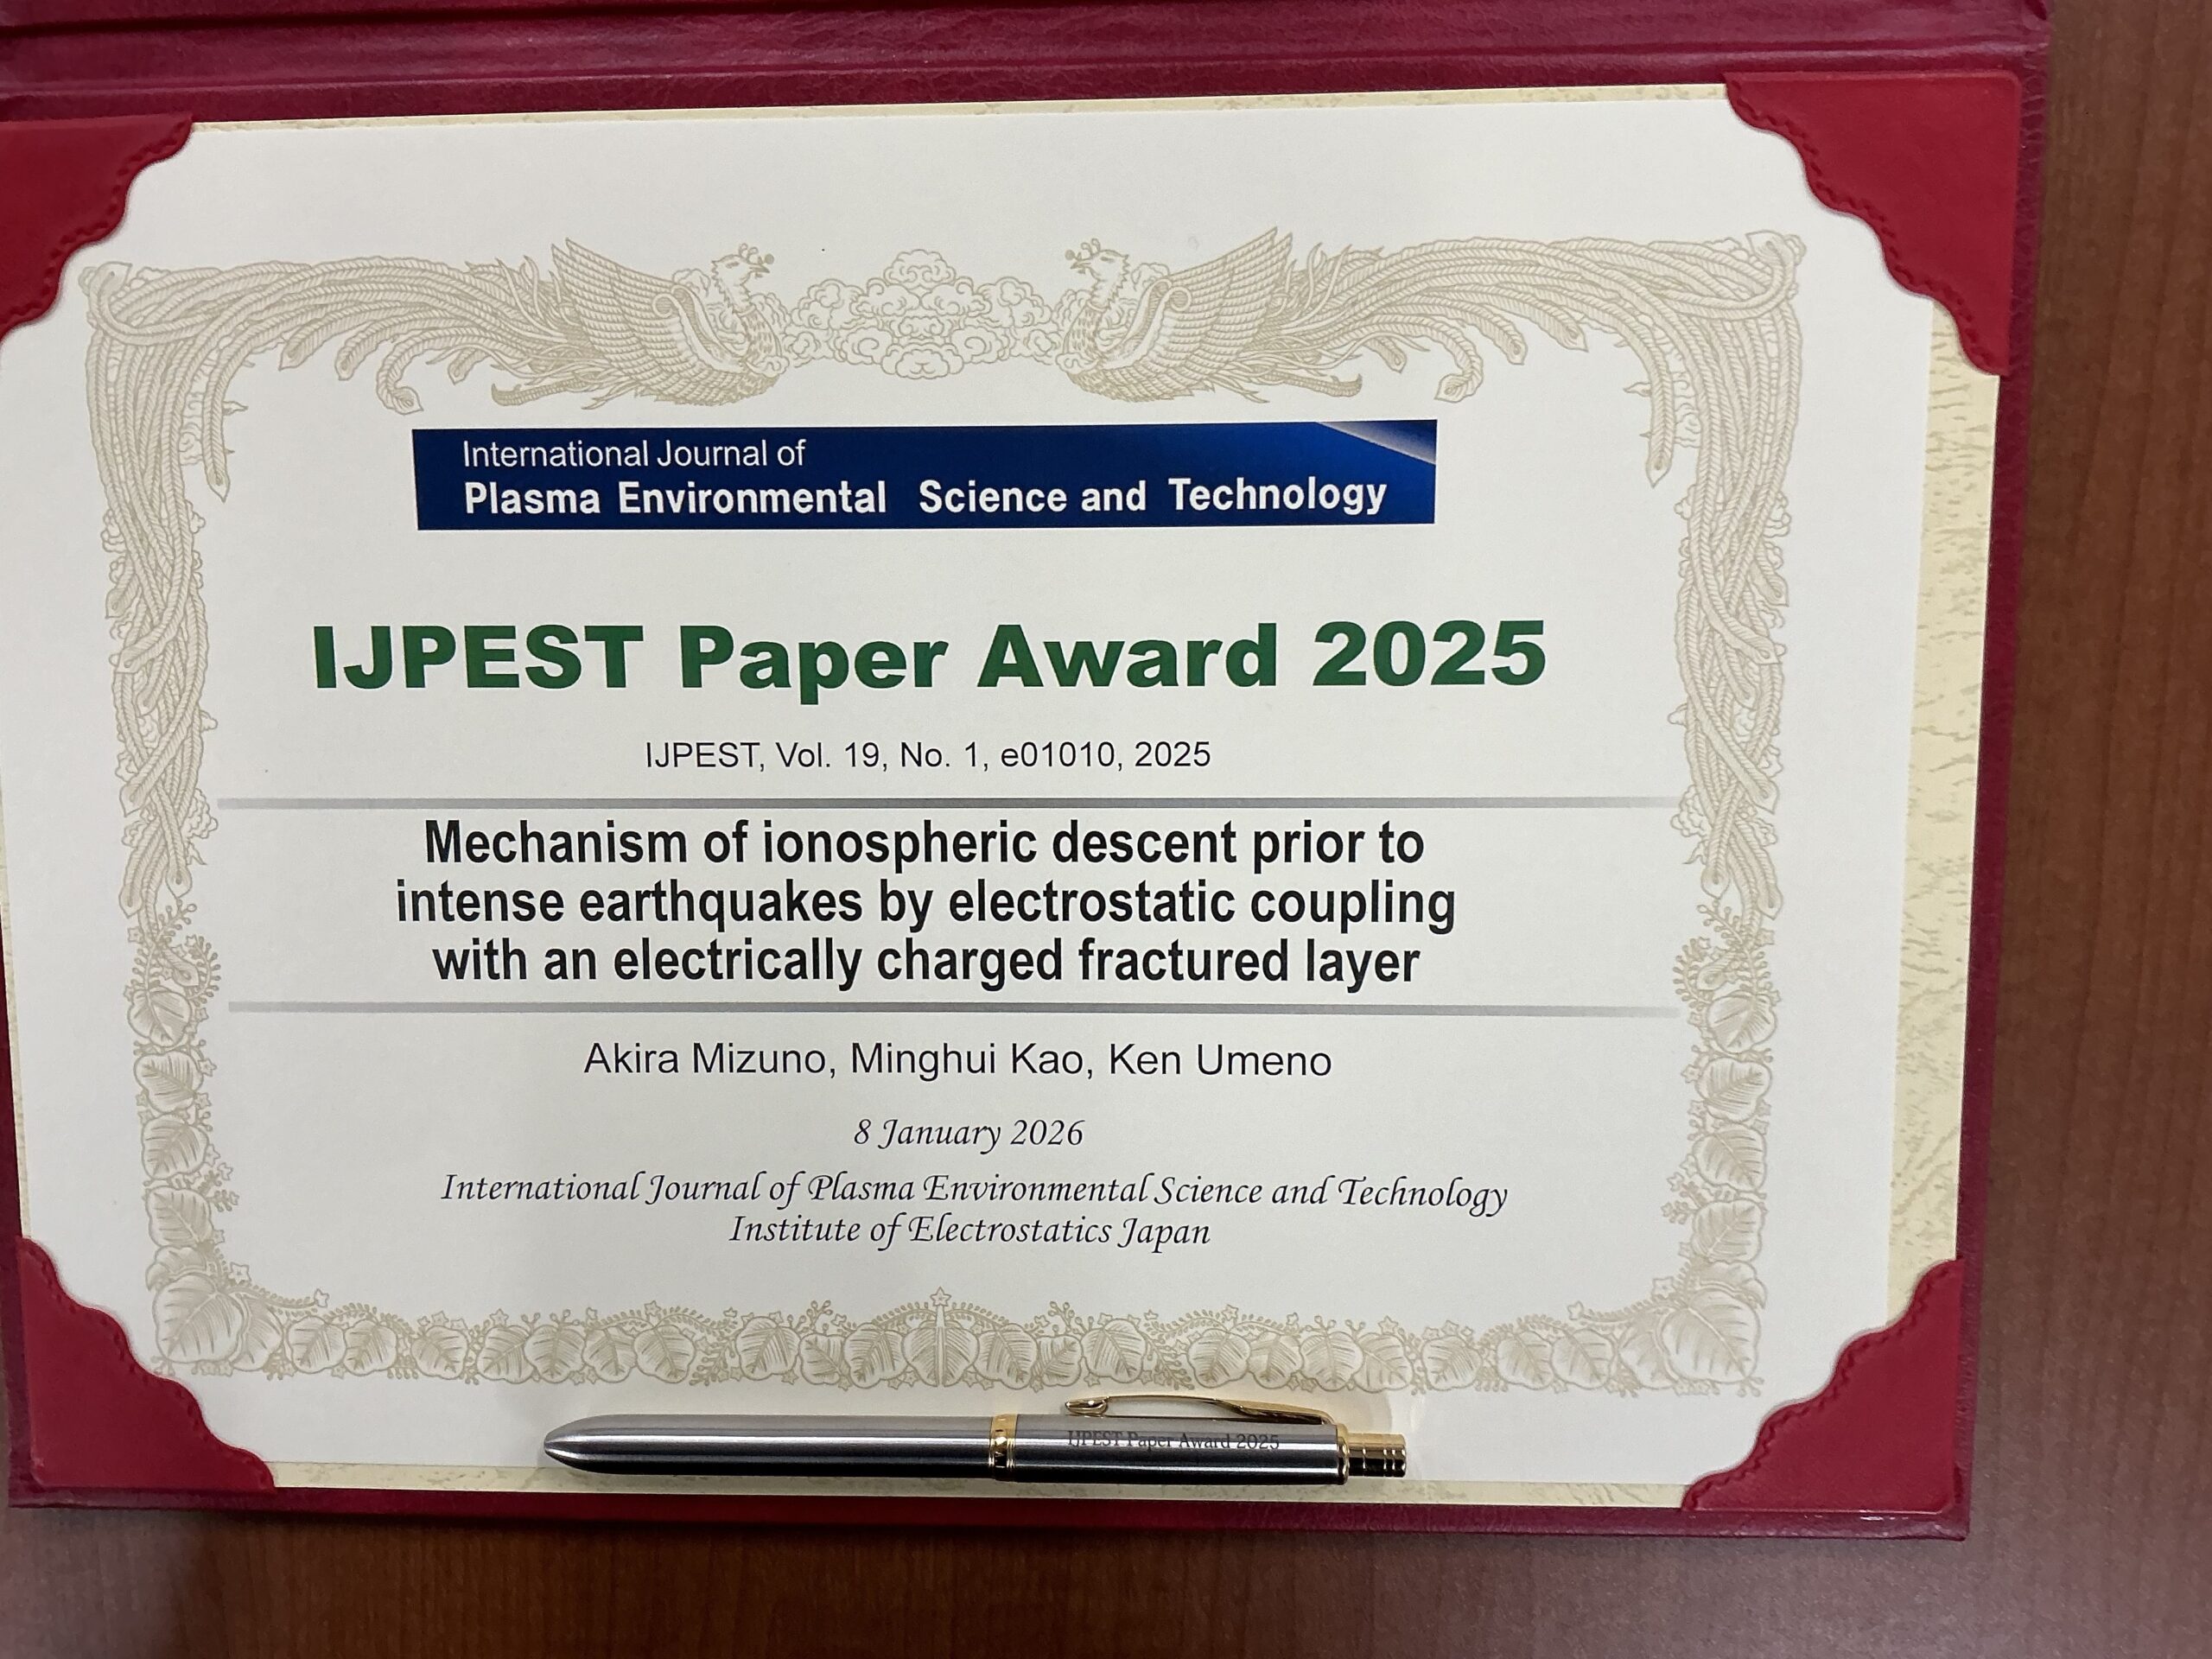 International Journal of
Plasma Environmental Science and Technology
IJPEST Paper Award 2025
IJPEST, Vol. 19, No. 1, e01010, 2025
Mechanism of ionospheric descent prior to
intense earthquakes by electrostatic coupling
with an electrically charged fractured layer
Akira Mizuno, Minghui Kao, Ken Umeno
8 January 2026
International Journal of Plasma Environmental Science and Technology
Institute of Electrostatics Japan
IJPEST Paper Award 2025